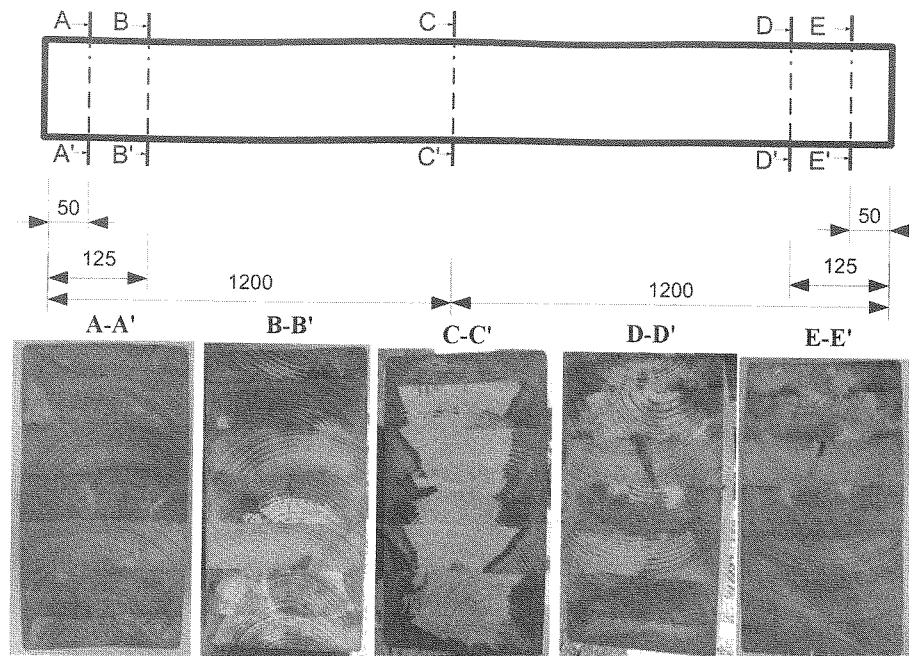 A B C D E
A' B' C' D' E'
50 50
125 125
1200 1200
A-A' B-B' C-C' D-D' E-E'